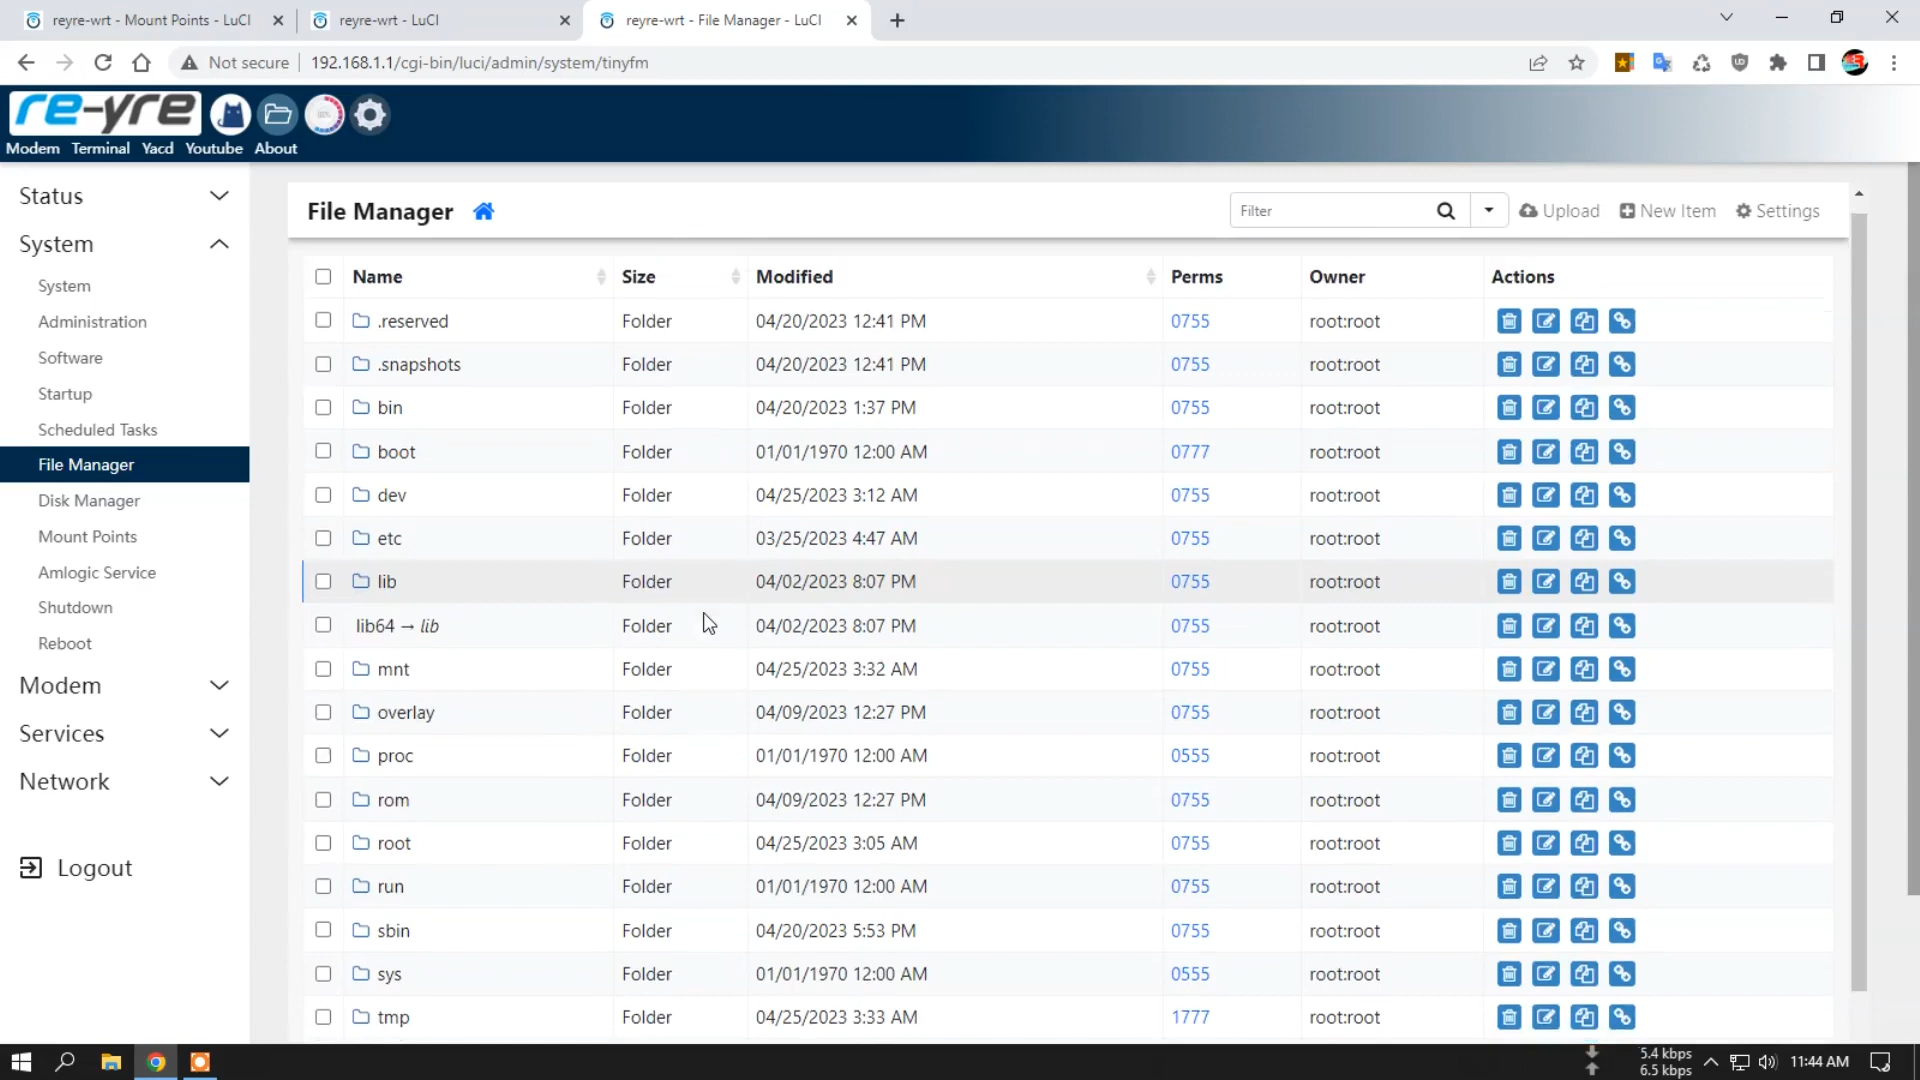 reyre-wrt - Mount Points - LuCI
reyre-wrt - LuCI
reyre-wrt - File Manager - LuCI
Not secure
192.168.1.1/cgi-bin/luci/admin/system/tinyfm
re-yre
Modem Terminal Yacd Youtube About
Status
System
System
Administration
Software
Startup
Scheduled Tasks
File Manager
Disk Manager
Mount Points
Amlogic Service
Shutdown
Reboot
Modem
Services
Network
Logout
File Manager
Filter
Upload
New Item
Settings
Name Size Modified Perms Owner Actions
.reserved Folder 04/20/2023 12:41 PM 0755 root:root
.snapshots Folder 04/20/2023 12:41 PM 0755 root:root
bin Folder 04/20/2023 1:37 PM 0755 root:root
boot Folder 01/01/1970 12:00 AM 0777 root:root
dev Folder 04/25/2023 3:12 AM 0755 root:root
etc Folder 03/25/2023 4:47 AM 0755 root:root
lib Folder 04/02/2023 8:07 PM 0755 root:root
lib64 → lib Folder 04/02/2023 8:07 PM 0755 root:root
mnt Folder 04/25/2023 3:32 AM 0755 root:root
overlay Folder 04/09/2023 12:27 PM 0755 root:root
proc Folder 01/01/1970 12:00 AM 0555 root:root
rom Folder 04/09/2023 12:27 PM 0755 root:root
root Folder 04/25/2023 3:05 AM 0755 root:root
run Folder 01/01/1970 12:00 AM 0755 root:root
sbin Folder 04/20/2023 5:53 PM 0755 root:root
sys Folder 01/01/1970 12:00 AM 0555 root:root
tmp Folder 04/25/2023 3:33 AM 1777 root:root
5.4 kbps
6.5 kbps
11:44 AM